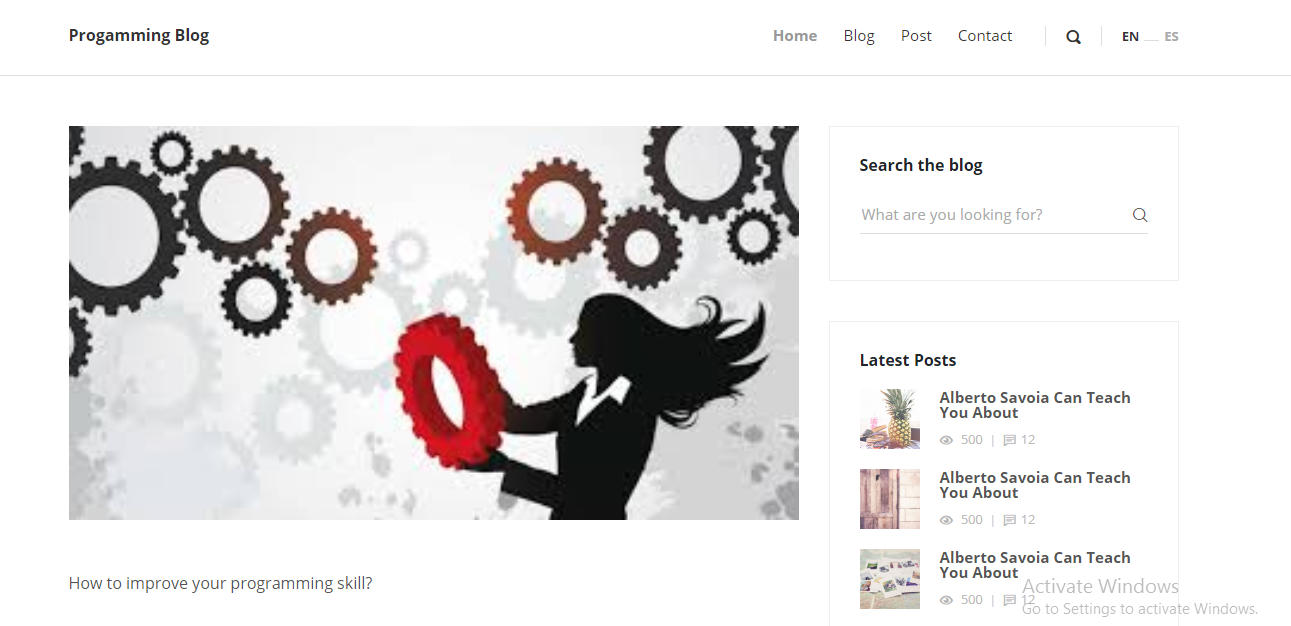 Progamming Blog
Home Blog Post Contact EN ES
Search the blog
What are you looking for?
Latest Posts
Alberto Savoia Can Teach
You About
500 | 12
Alberto Savoia Can Teach
You About
500 | 12
Alberto Savoia Can Teach
You About
500 | 12
How to improve your programming skill?
Activate Windows
Go to Settings to activate Windows.